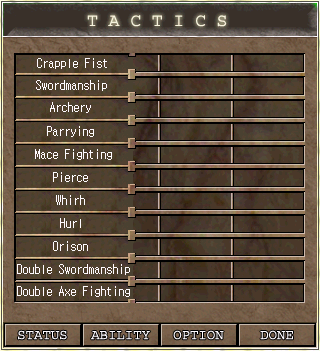 TACTICS
Crapple Fist
Swordmanship
Archery
Parrying
Mace Fighting
Pierce
Whirh
Hurl
Orison
Double Swordmanship
Double Axe Fighting
STATUS ABILITY OPTION DONE